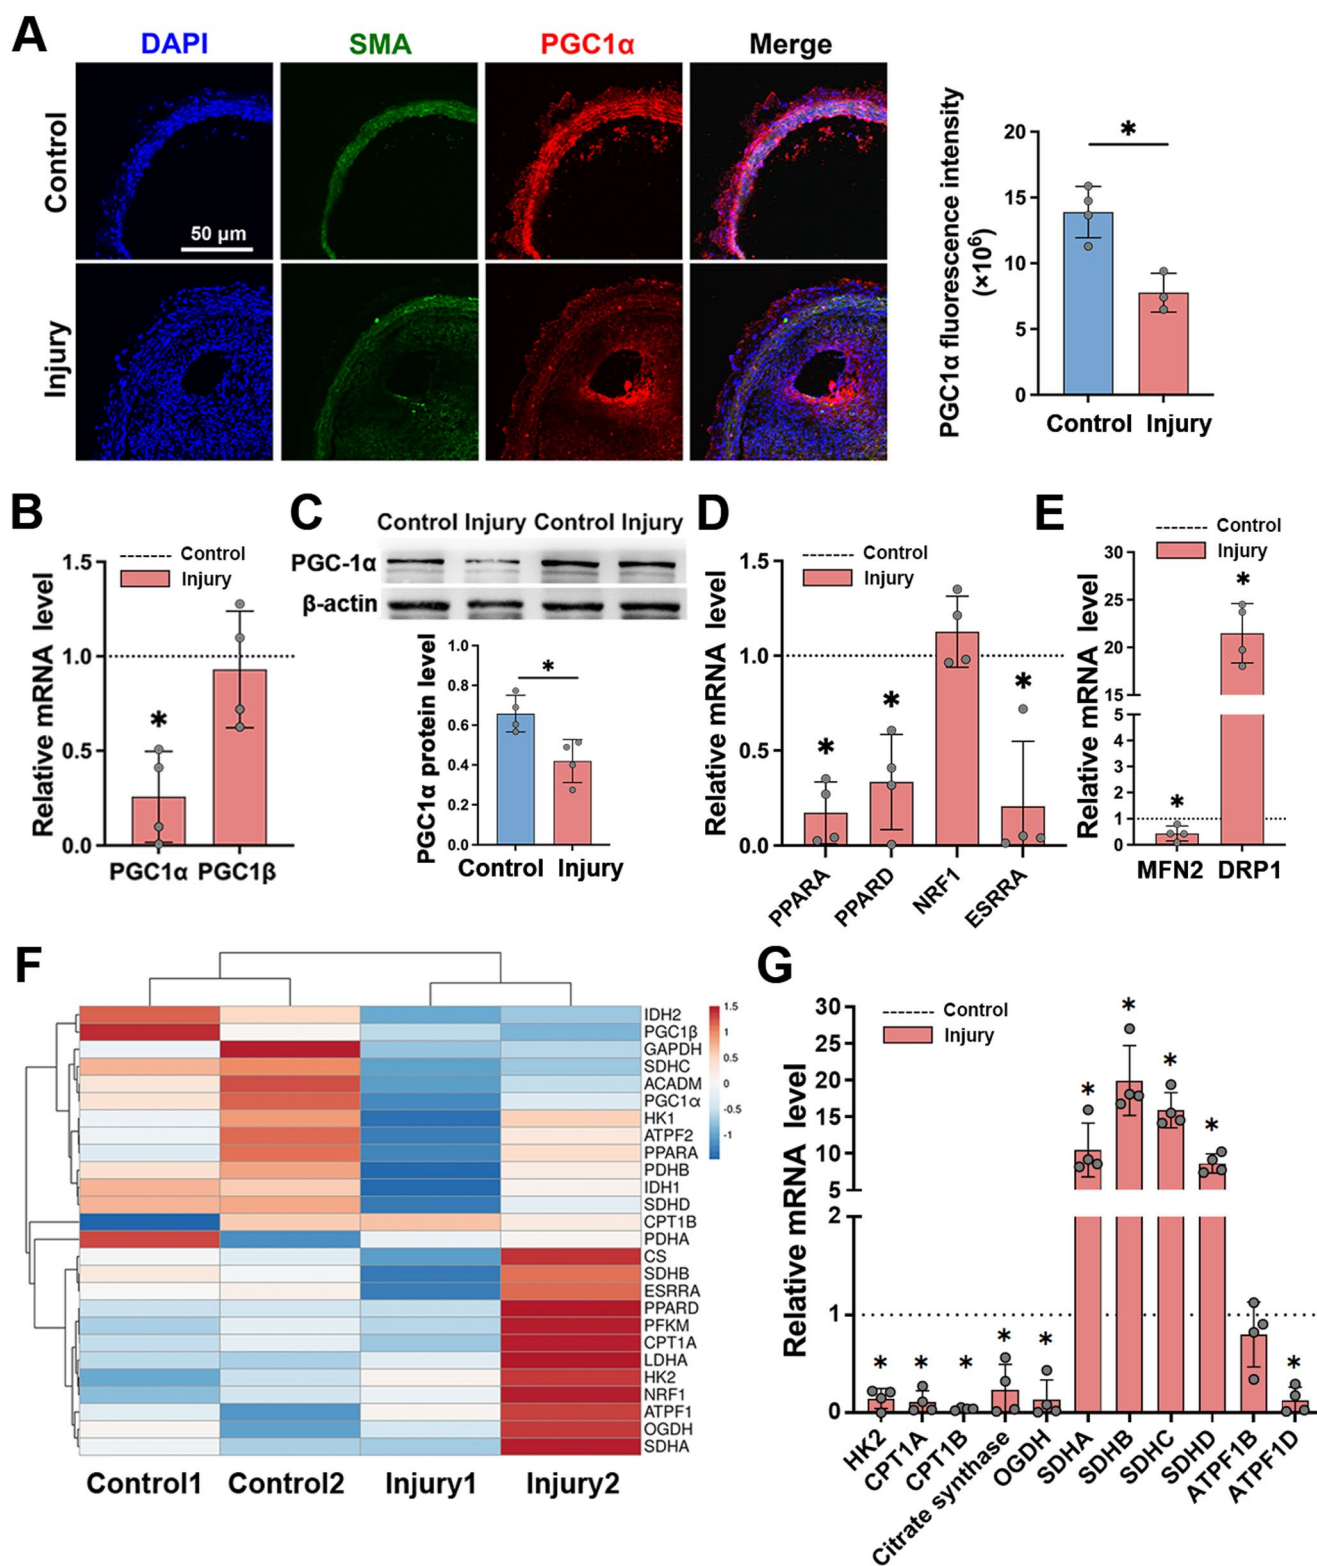 A
DAPI
SMA
PGC1α
Merge
Control
Injury
50 μm
PGC1α fluorescence intensity
(×10⁶)
20
15
10
5
0
*
Control
Injury
B
Control
Injury
Relative mRNA level
1.5
1.0
0.5
0.0
*
PGC1α
PGC1β
C
Control Injury Control Injury
PGC-1α
β-actin
PGC1α protein level
1.0
0.8
0.6
0.4
0.2
0.0
*
Control
Injury
D
Control
Injury
Relative mRNA level
1.5
1.0
0.5
0.0
*
*
*
PPARA
PPARD
NRF1
ESRRA
E
Control
Injury
Relative mRNA level
30
25
20
15
5
4
3
2
1
0
*
*
MFN2
DRP1
F
IDH2
PGC1β
GAPDH
SDHC
ACADM
PGC1α
HK1
ATPF2
PPARA
PDHB
IDH1
SDHD
CPT1B
PDHA
CS
SDHB
ESRRA
PPARD
PFKM
CPT1A
LDHA
HK2
NRF1
ATPF1
OGDH
SDHA
1.5
1
0.5
0
-0.5
-1
Control1
Control2
Injury1
Injury2
G
Control
Injury
Relative mRNA level
30
25
20
15
10
5
2
1
0
*
*
*
*
*
*
*
*
*
*
HK2
CPT1A
CPT1B
Citrate synthase
OGDH
SDHA
SDHB
SDHC
SDHD
ATPF1B
ATPF1D